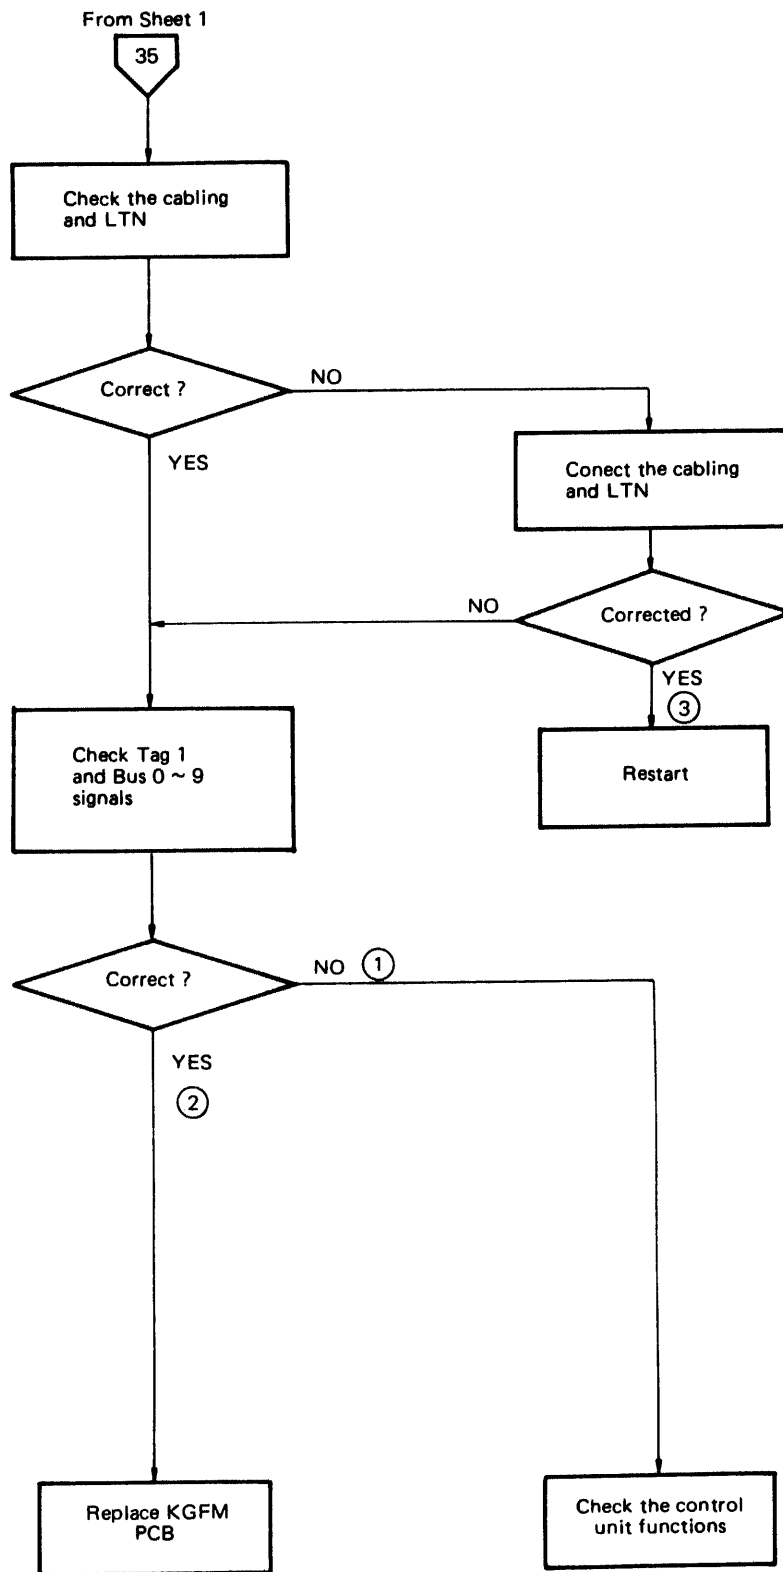 From Sheet 1
35
Check the cabling
and LTN
Correct ?
NO
YES
Conect the cabling
and LTN
NO
Corrected ?
YES
3
Restart
Check Tag 1
and Bus 0 ~ 9
signals
Correct ?
NO
1
YES
2
Replace KGFM
PCB
Check the control
unit functions